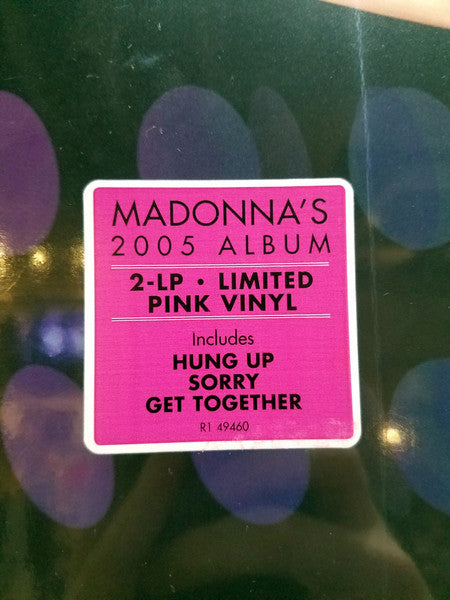 MADONNA'S
2005 ALBUM
2-LP • LIMITED
PINK VINYL
Includes
HUNG UP
SORRY
GET TOGETHER
R1 49460